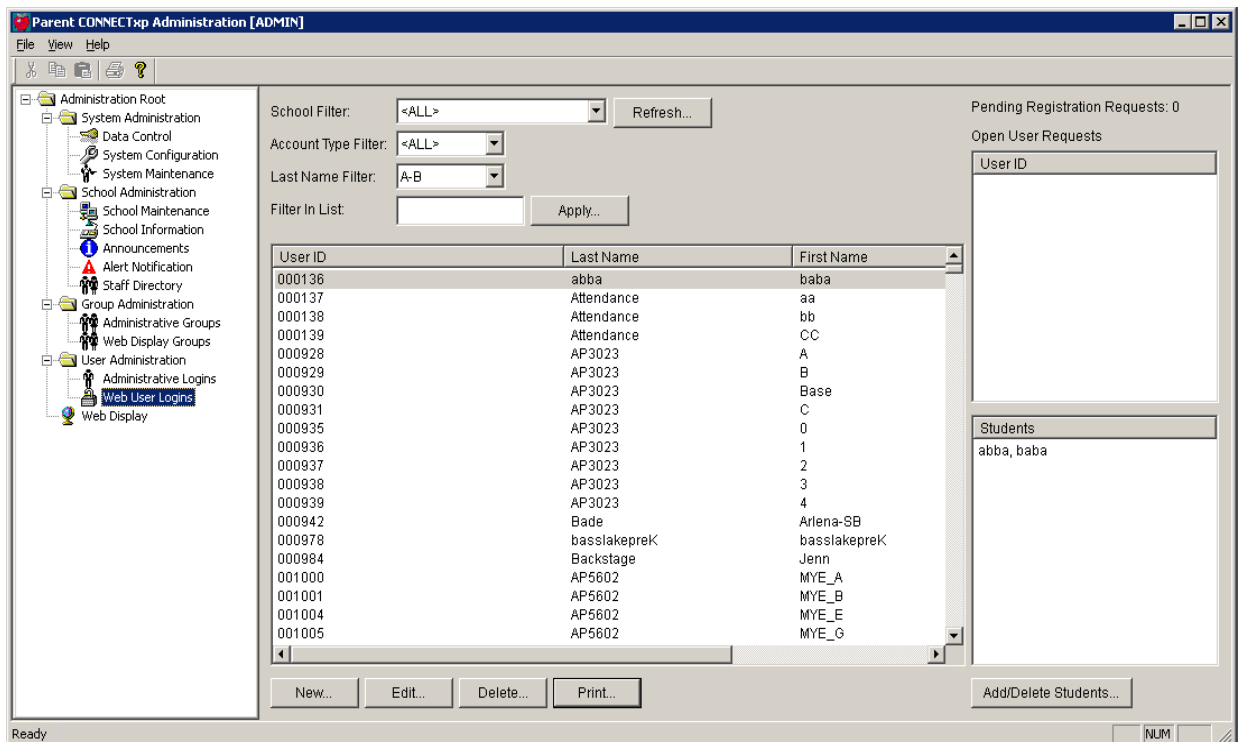 Parent CONNECTxp Administration [ADMIN]
File View Help
Administration Root
System Administration
Data Control
System Configuration
System Maintenance
School Administration
School Maintenance
School Information
Announcements
Alert Notification
Staff Directory
Group Administration
Administrative Groups
Web Display Groups
User Administration
Administrative Logins
Web User Logins
Web Display
School Filter: <ALL> Refresh...
Account Type Filter: <ALL>
Last Name Filter: A-B
Filter In List: Apply...
User ID Last Name First Name
000136 abba baba
000137 Attendance aa
000138 Attendance bb
000139 Attendance CC
000928 AP3023 A
000929 AP3023 B
000930 AP3023 Base
000931 AP3023 C
000935 AP3023 0
000936 AP3023 1
000937 AP3023 2
000938 AP3023 3
000939 AP3023 4
000942 Bade Arlena-SB
000978 basslakepreK basslakepreK
000984 Backstage Jenn
001000 AP5602 MYE_A
001001 AP5602 MYE_B
001004 AP5602 MYE_E
001005 AP5602 MYE_G
New... Edit... Delete... Print...
Pending Registration Requests: 0
Open User Requests
User ID
Students
abba, baba
Add/Delete Students...
Ready NUM